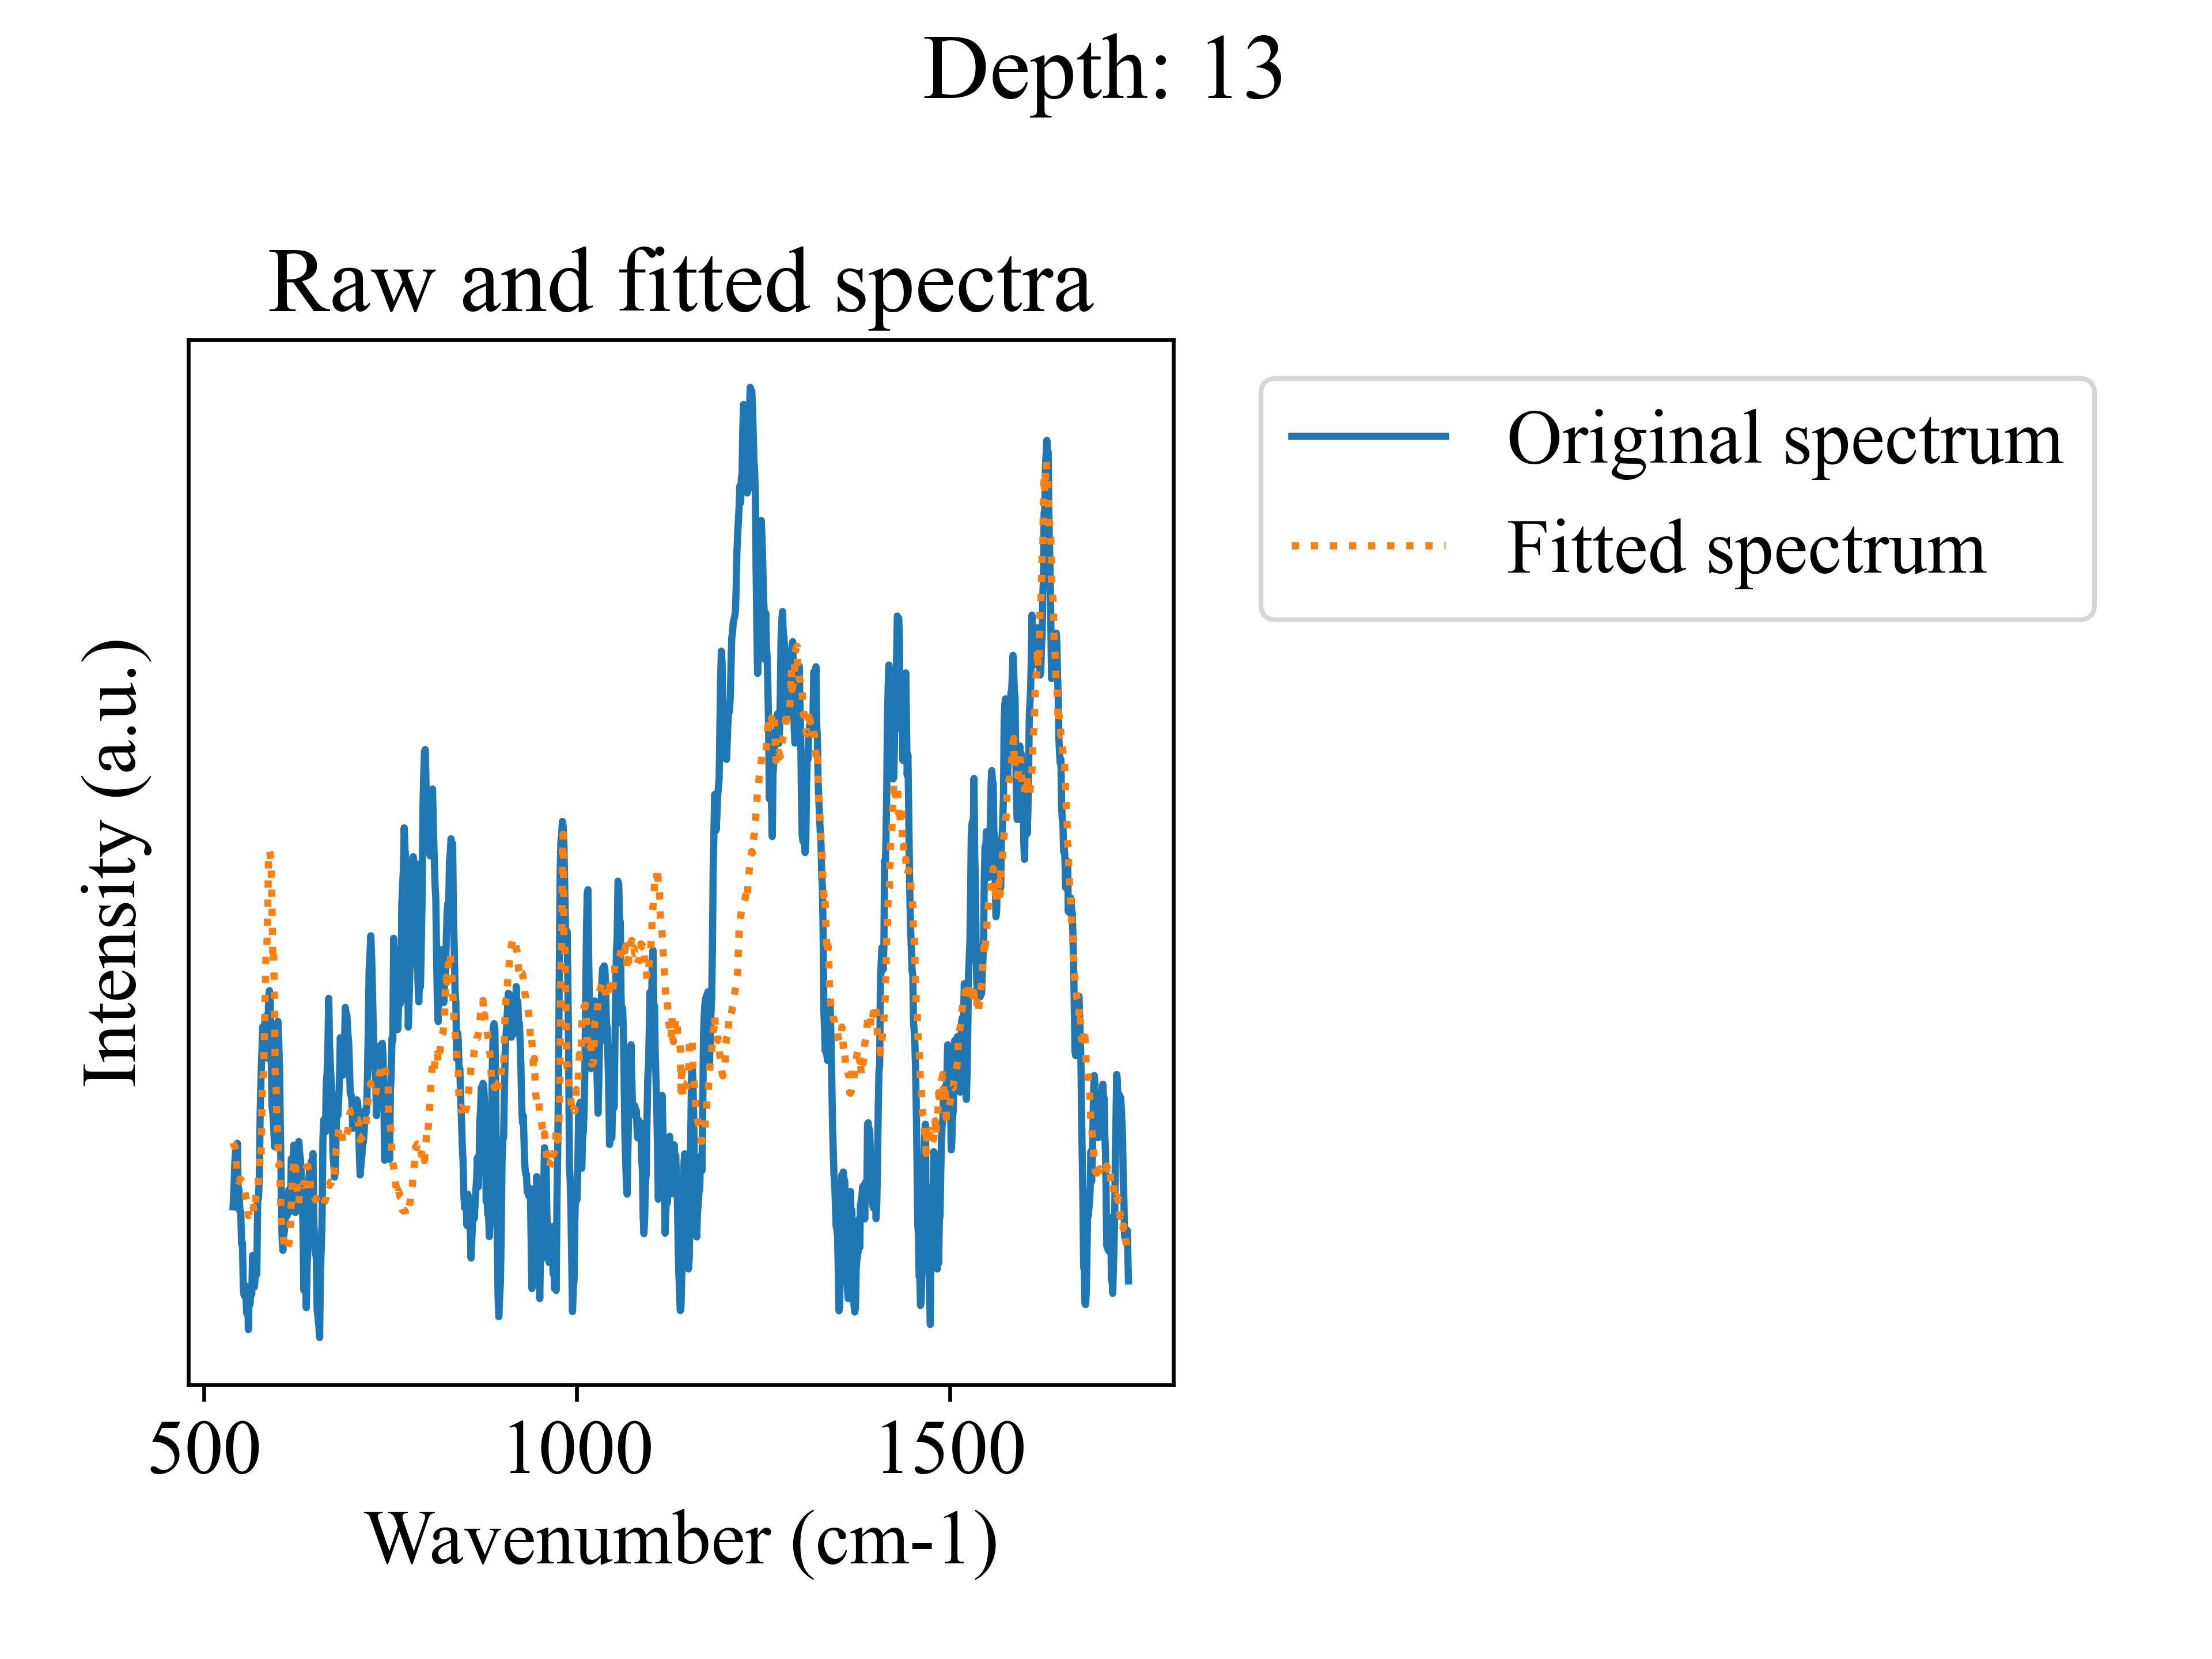 Depth: 13
Raw and fitted spectra
Original spectrum
Fitted spectrum
Intensity (a.u.)
500 1000 1500
Wavenumber (cm-1)